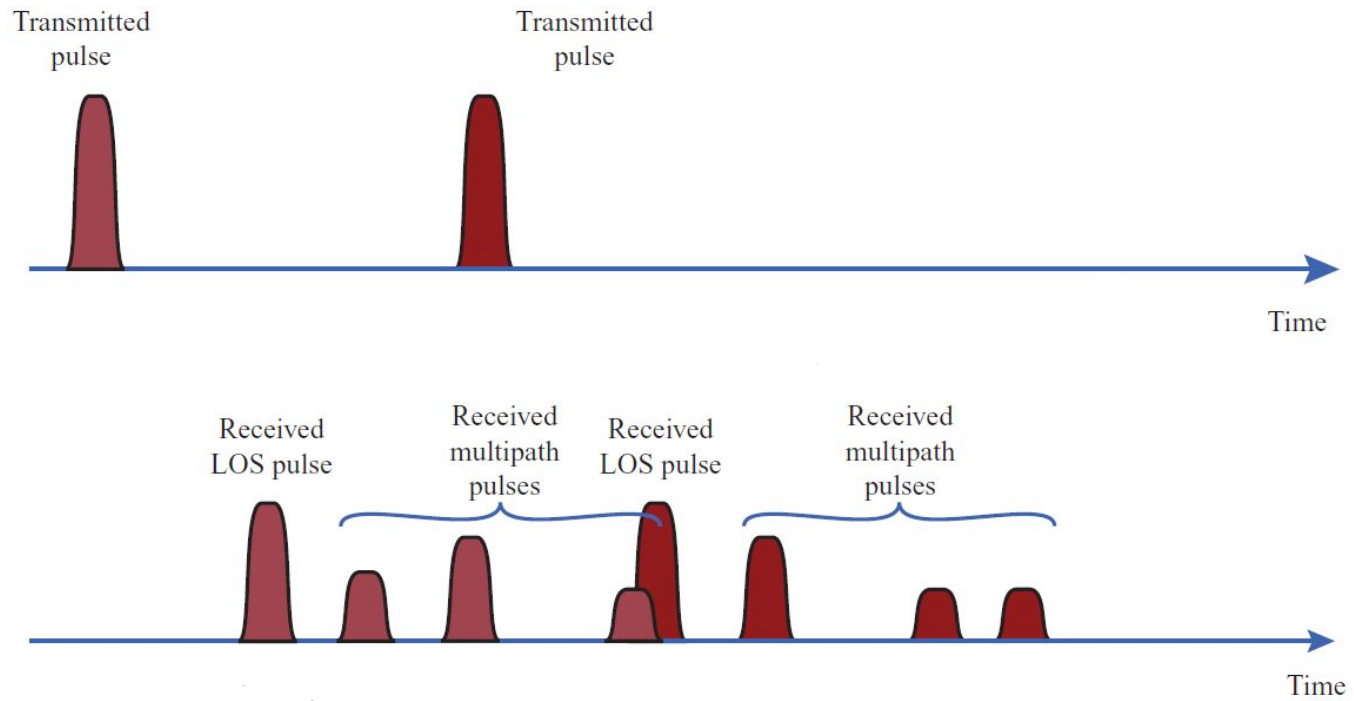 Transmitted
pulse
Transmitted
pulse
Time
Received
LOS pulse
Received
multipath
pulses
Received
LOS pulse
Received
multipath
pulses
Time